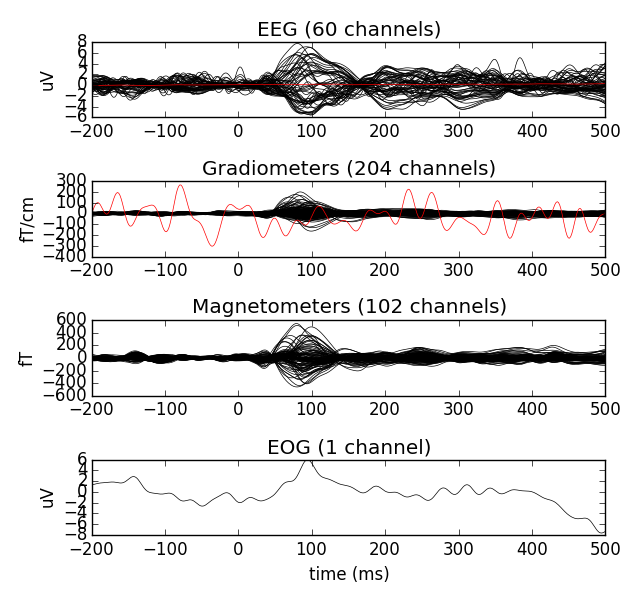 EEG (60 channels)
8
6
4
2
0
−2
−4
−6
uV
−200 −100 0 100 200 300 400 500
Gradiometers (204 channels)
300
200
100
0
−100
−200
−300
−400
fT/cm
−200 −100 0 100 200 300 400 500
Magnetometers (102 channels)
600
400
200
0
−200
−400
−600
fT
−200 −100 0 100 200 300 400 500
EOG (1 channel)
6
4
2
0
−2
−4
−6
−8
uV
−200 −100 0 100 200 300 400 500
time (ms)